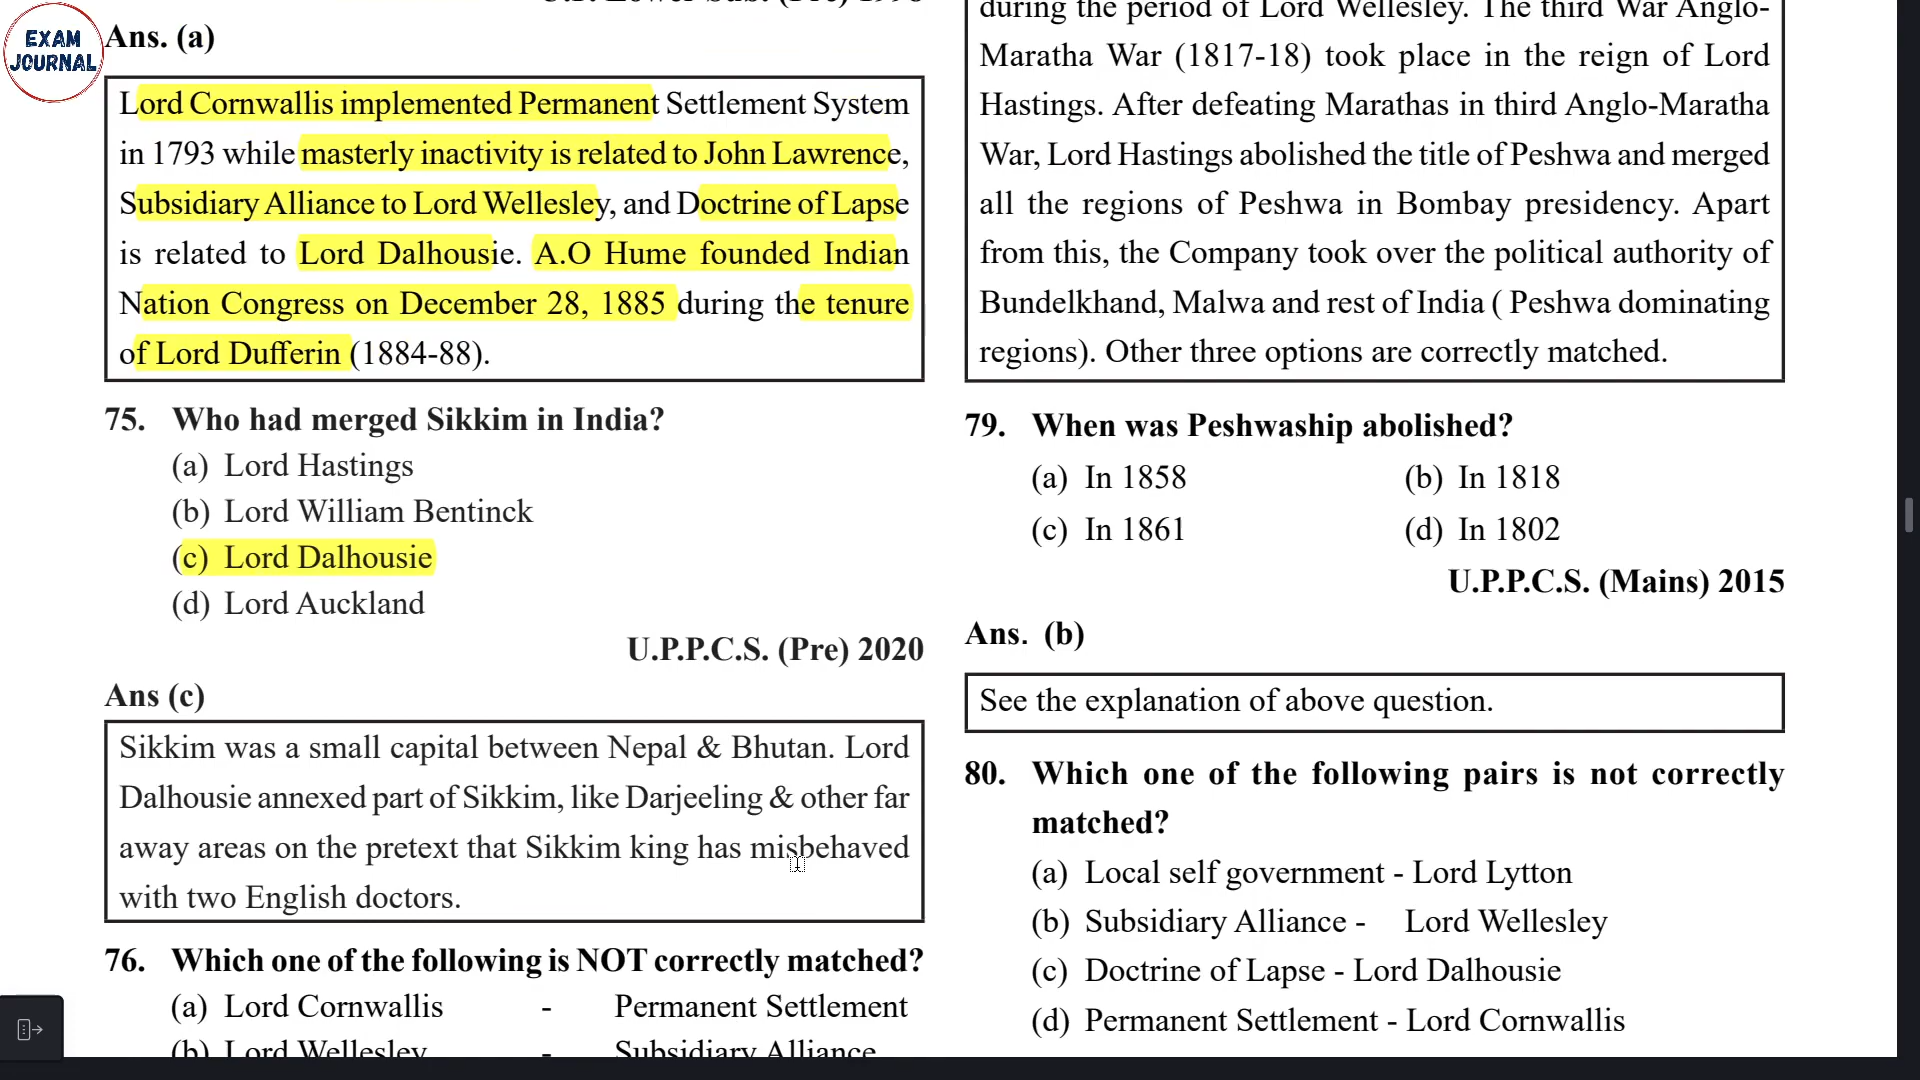 EXAM
JOURNAL
Ans. (a)
Lord Cornwallis implemented Permanent Settlement System
in 1793 while masterly inactivity is related to John Lawrence,
Subsidiary Alliance to Lord Wellesley, and Doctrine of Lapse
is related to Lord Dalhousie. A.O Hume founded Indian
Nation Congress on December 28, 1885 during the tenure
of Lord Dufferin (1884-88).
75. Who had merged Sikkim in India?
(a) Lord Hastings
(b) Lord William Bentinck
(c) Lord Dalhousie
(d) Lord Auckland
U.P.P.C.S. (Pre) 2020
Ans (c)
Sikkim was a small capital between Nepal & Bhutan. Lord
Dalhousie annexed part of Sikkim, like Darjeeling & other far
away areas on the pretext that Sikkim king has misbehaved
with two English doctors.
76. Which one of the following is NOT correctly matched?
(a) Lord Cornwallis - Permanent Settlement
(b) Lord Wellesley - Subsidiary Alliance
during the period of Lord Wellesley. The third War Anglo-
Maratha War (1817-18) took place in the reign of Lord
Hastings. After defeating Marathas in third Anglo-Maratha
War, Lord Hastings abolished the title of Peshwa and merged
all the regions of Peshwa in Bombay presidency. Apart
from this, the Company took over the political authority of
Bundelkhand, Malwa and rest of India ( Peshwa dominating
regions). Other three options are correctly matched.
79. When was Peshwaship abolished?
(a) In 1858 (b) In 1818
(c) In 1861 (d) In 1802
U.P.P.C.S. (Mains) 2015
Ans. (b)
See the explanation of above question.
80. Which one of the following pairs is not correctly
matched?
(a) Local self government - Lord Lytton
(b) Subsidiary Alliance - Lord Wellesley
(c) Doctrine of Lapse - Lord Dalhousie
(d) Permanent Settlement - Lord Cornwallis